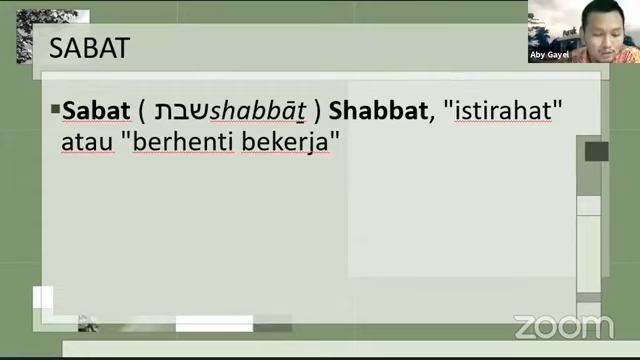 Aby Gayel
SABAT
Sabat ( שבת shabbāṯ ) Shabbat, "istirahat"
atau "berhenti bekerja"
zoom